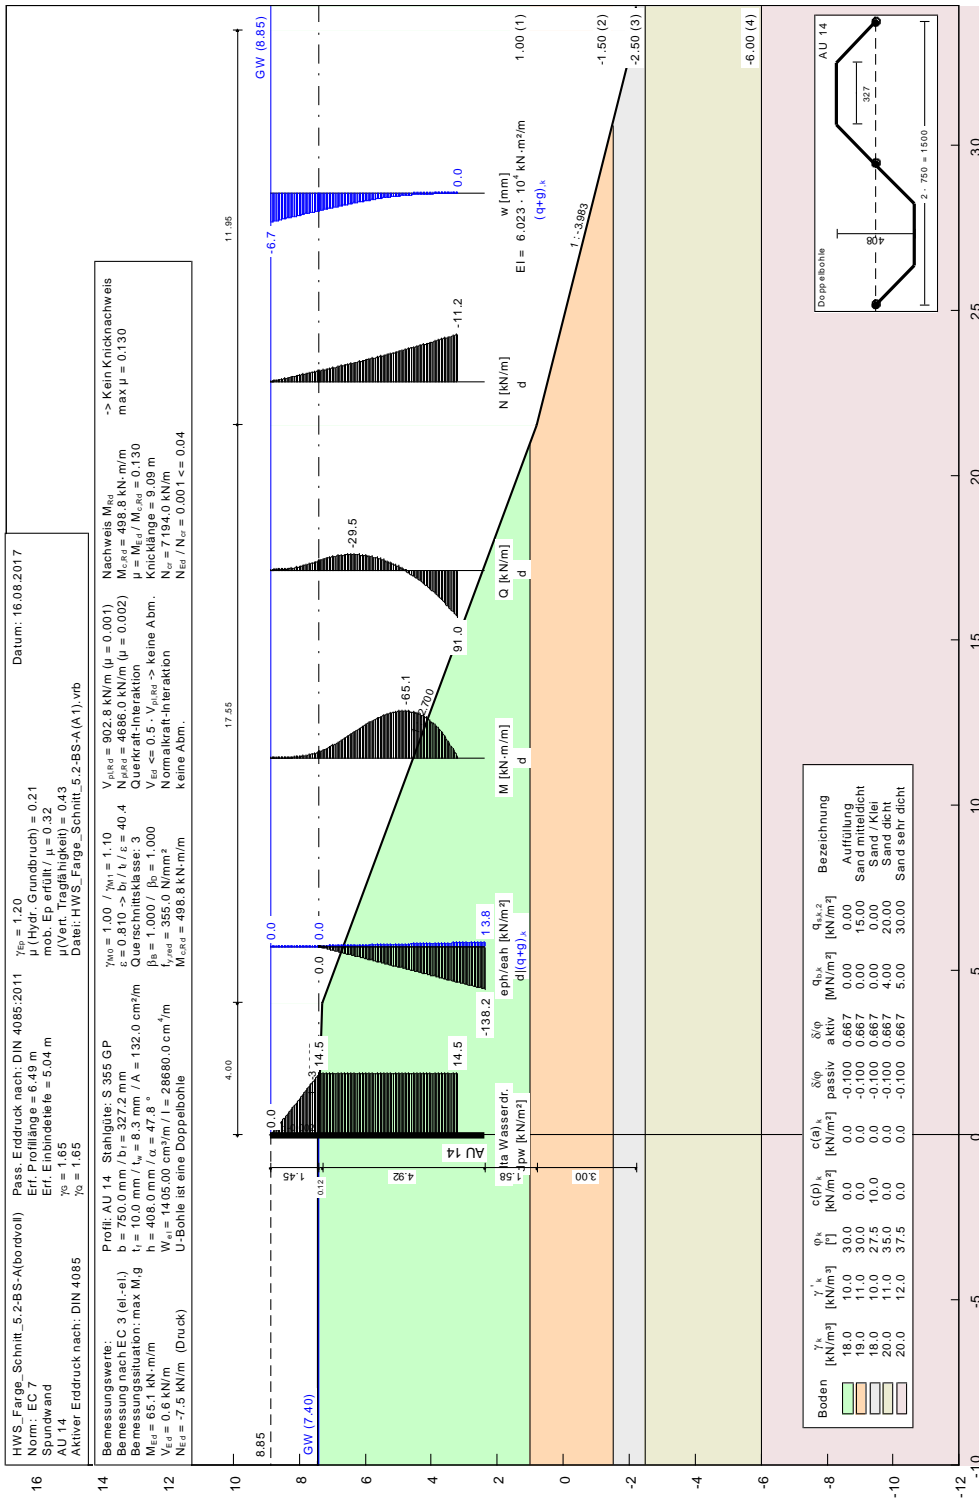 HWS_Farge_Schnitt_5.2-BS-A(bordvoll)
Norm: EC 7
Spundwand
AU 14
Aktiver Erddruck nach: DIN 4085
Pass. Erddruck nach: DIN 4085:2011
Erf. Profillänge = 6.49 m
Erf. Einbindetiefe = 5.04 m
γG = 1.65
γQ = 1.65
γEp = 1.20
μ (Hydr. Grundbruch) = 0.21
mob. Ep erfüllt / μ = 0.32
μ(Vert. Tragfähigkeit) = 0.43
Datei: HWS_Farge_Schnitt_5.2-BS-A(A1).vrb
Datum: 16.08.2017
Bemessungswerte:
Bemessung nach EC 3 (el.-el.)
Bemessungssituation: max M,g
MEd = 65.1 kN·m/m
VEd = 0.6 kN/m
NEd = -7.5 kN/m (Druck)
Profil: AU 14 Stahlgüte: S 355 GP
b = 750.0 mm / bf = 327.2 mm
tf = 10.0 mm / tw = 8.3 mm / A = 132.0 cm²/m
h = 408.0 mm / α = 47.8 °
Wel = 1405.00 cm³/m / I = 28680.0 cm⁴/m
U-Bohle ist eine Doppelbohle
γM0 = 1.00 / γM1 = 1.10
ε = 0.810 -> bf / tf / ε = 40.4
Querschnittsklasse: 3
βB = 1.000 / βD = 1.000
fy,red = 355.0 N/mm²
Mc,Rd = 498.8 kN·m/m
Vpl,Rd = 902.8 kN/m (μ = 0.001)
Npl,Rd = 4686.0 kN/m (μ = 0.002)
Querkraft-Interaktion
VEd <= 0.5 · Vpl,Rd -> keine Abm.
Normalkraft-Interaktion
keine Abm.
Nachweis MRd
Mc,Rd = 498.8 kN·m/m
μ = MEd / Mc,Rd = 0.130
Knicklänge = 9.09 m
Ncr = 7194.0 kN/m
NEd / Ncr = 0.001 <= 0.04
-> Kein Knicknachweis
max μ = 0.130
16
14
12
10
8
6
4
2
0
-2
-4
-6
-8
-10
-12
4.00
17.55
11.95
8.85
GW (7.40)
GW (8.85)
1.45
0.12
4.92
1.58
3.00
AU 14
0.0
14.5
14.5
lta Wasserdr.
Jpw [kN/m²]
0.0
0.0
0.0
-138.2
13.8
eph/eah [kN/m²]
d|(q+g),k
-65.1
M [kN·m/m]
d
-29.5
91.0
Q [kN/m]
d
-11.2
N [kN/m]
d
-6.7
0.0
w [mm]
EI = 6.023 · 10⁴ kN·m²/m
(q+g),k
1 : -3.983
1.00 (1)
-1.50 (2)
-2.50 (3)
-6.00 (4)
Boden γk [kN/m³] γ'k [kN/m³] φk [°] c(p)k [kN/m²] c(a)k [kN/m²] δ/φ passiv δ/φ aktiv qb,k [MN/m²] qs,k,2 [kN/m²] Bezeichnung
18.0 10.0 30.0 0.0 0.0 -0.100 0.667 0.00 0.00 Auffüllung
19.0 11.0 30.0 0.0 0.0 -0.100 0.667 0.00 15.00 Sand mitteldicht
18.0 10.0 27.5 10.0 0.0 -0.100 0.667 0.00 0.00 Sand / Klei
20.0 11.0 35.0 0.0 0.0 -0.100 0.667 4.00 20.00 Sand dicht
20.0 12.0 37.5 0.0 0.0 -0.100 0.667 5.00 30.00 Sand sehr dicht
Doppelbohle
AU 14
327
408
2 · 750 = 1500
-10
-5
0
5
10
15
20
25
30